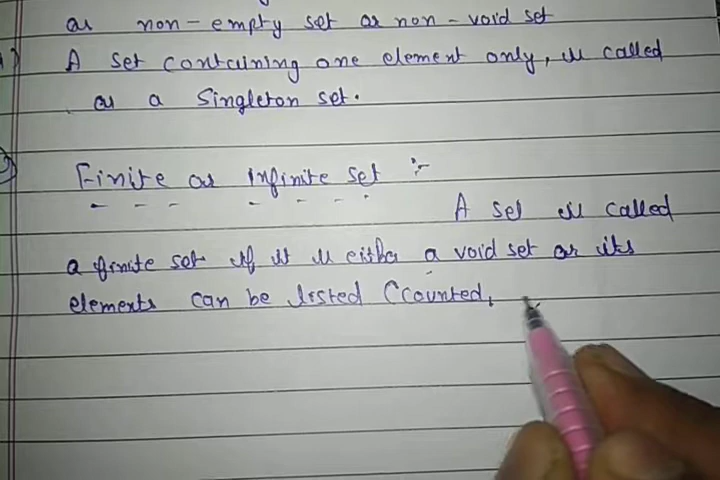 as non-empty set or non-void set
A set containing one element only, is called
as a singleton set.
Finite or Infinite set :-
A set is called
a finite set if it is either a void set or its
elements can be listed (counted,